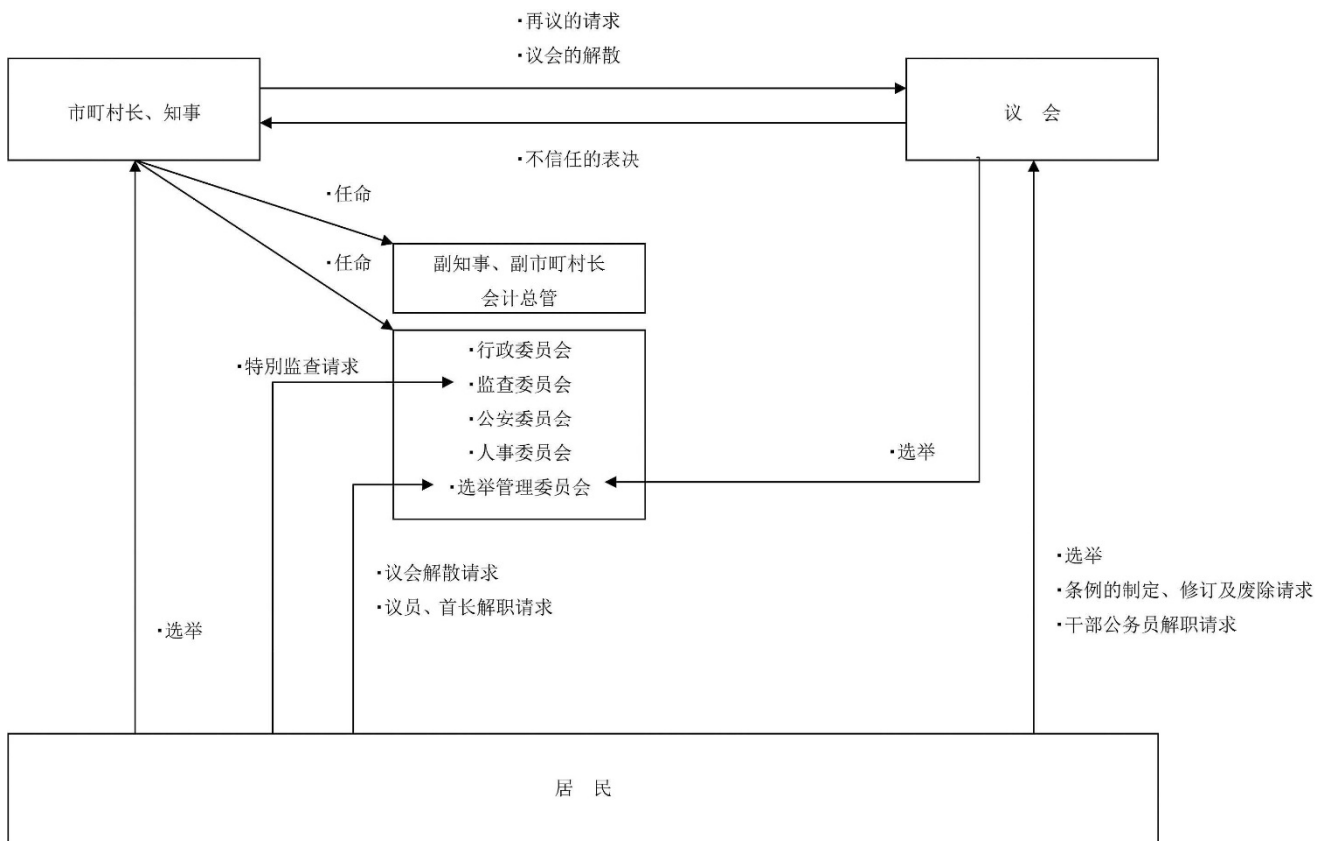 ▪再议的请求
▪议会的解散
市町村长、知事
议 会
▪不信任的表决
▪任命
▪任命
副知事、副市町村长
会计总管
▪行政委员会
▪特別监查请求
▪监查委员会
▪公安委员会
▪人事委员会
▪选举
▪选举管理委员会
▪议会解散请求
▪议员、首长解职请求
▪选举
▪条例的制定、修订及废除请求
▪干部公务员解职请求
▪选举
居 民